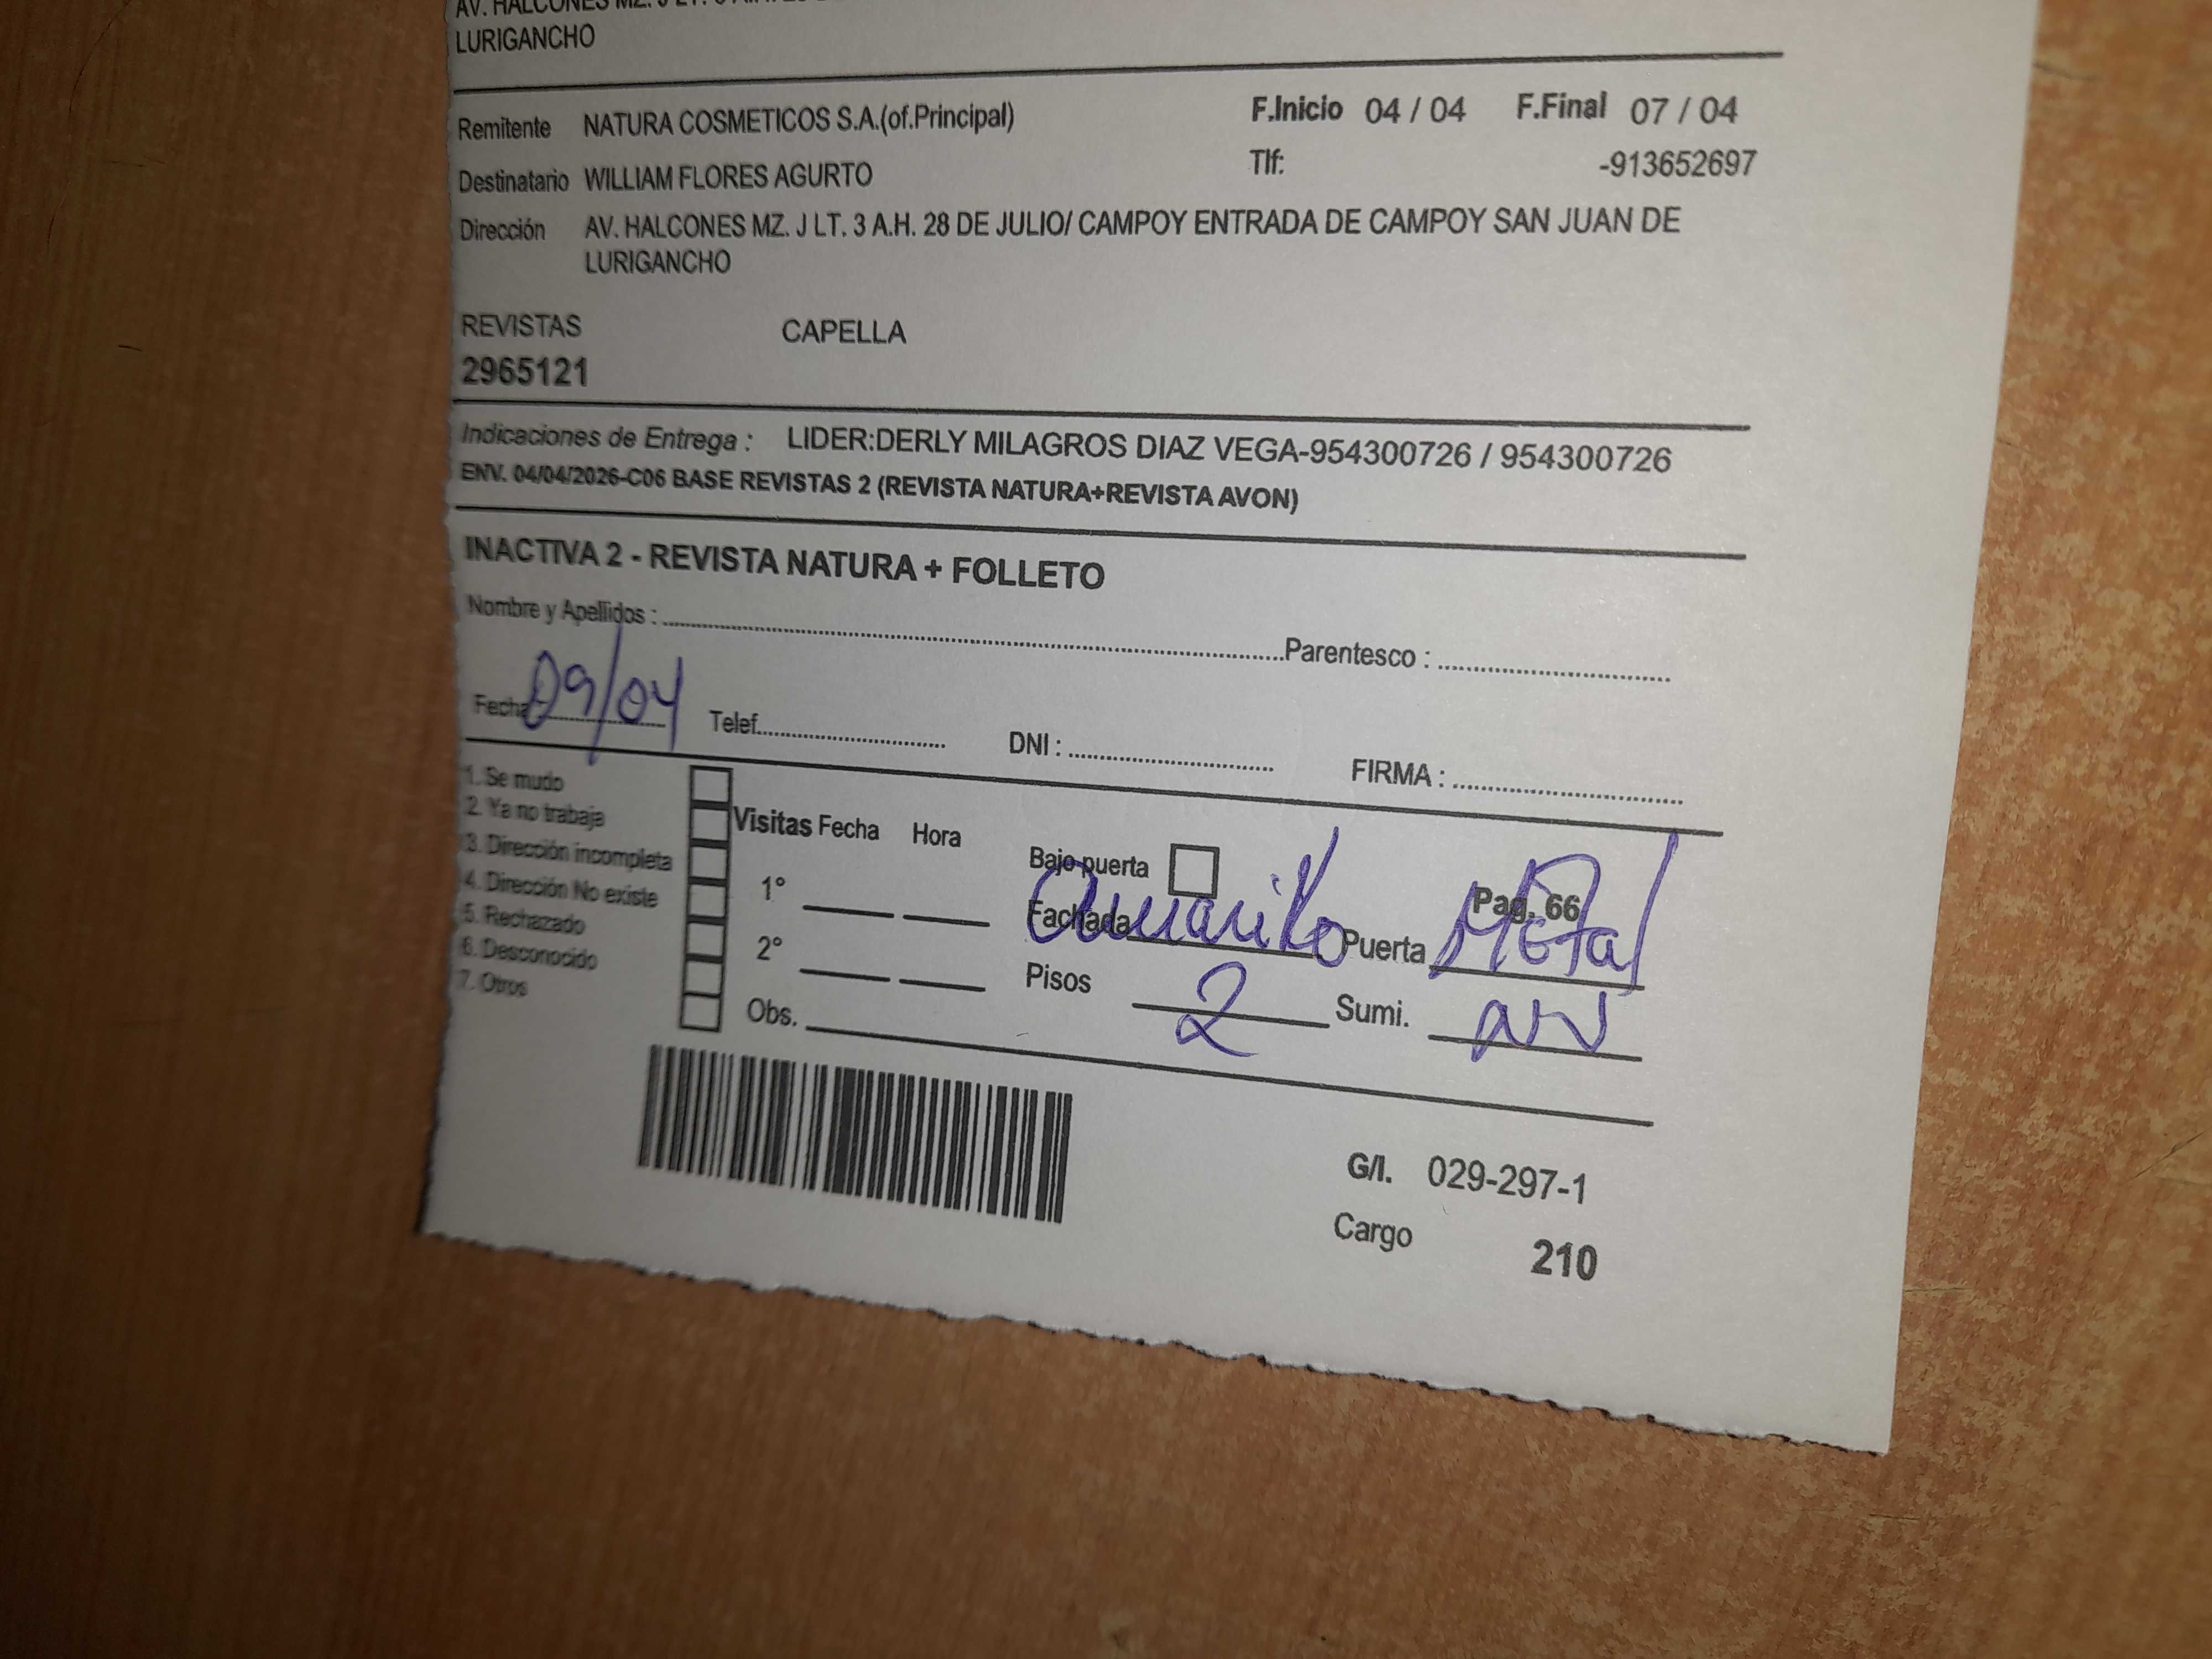 LURIGANCHO
Remitente NATURA COSMETICOS S.A.(of.Principal) F.Inicio 04 / 04 F.Final 07 / 04
Destinatario WILLIAM FLORES AGURTO Tlf: -913652697
Dirección AV. HALCONES MZ. J LT. 3 A.H. 28 DE JULIO/ CAMPOY ENTRADA DE CAMPOY SAN JUAN DE
LURIGANCHO
REVISTAS CAPELLA
2965121
Indicaciones de Entrega : LIDER:DERLY MILAGROS DIAZ VEGA-954300726 / 954300726
ENV. 04/04/2026-C06 BASE REVISTAS 2 (REVISTA NATURA+REVISTA AVON)
INACTIVA 2 - REVISTA NATURA + FOLLETO
Nombre y Apellidos : Parentesco :
Fecha 09/04 Telef. DNI : FIRMA :
1. Se mudo
2. Ya no trabaja
3. Dirección incompleta
4. Dirección No existe
5. Rechazado
6. Desconocido
7. Otros
Visitas Fecha Hora
1°
2°
Obs.
Bajo puerta Pag. 66
Fachada Amarillo Puerta Metal
Pisos 2 Sumi.
G/I. 029-297-1
Cargo 210